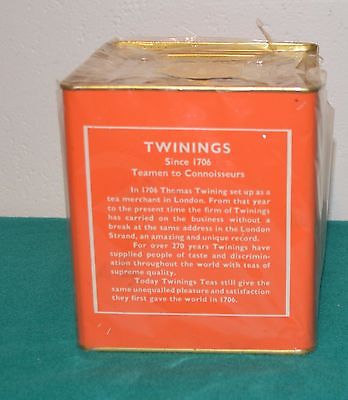 TWININGS
Since 1706
Teamen to Connoisseurs
In 1706 Thomas Twining set up as a
tea merchant in London. From that year
to the present time the firm of Twinings
has carried on the business without a
break at the same address in the London
Strand, an amazing and unique record.
For over 270 years Twinings have
supplied people of taste and discrimin-
ation throughout the world with teas of
supreme quality.
Today Twinings Teas still give the
same unequalled pleasure and satisfaction
they first gave the world in 1706.